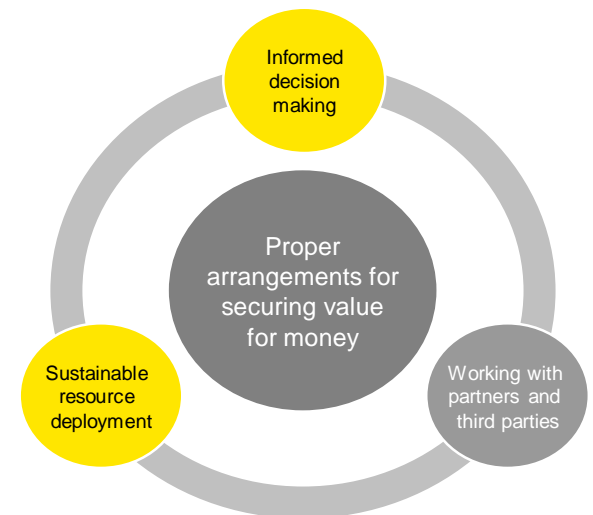 Informed
decision
making
Proper
arrangements for
securing value
for money
Sustainable
resource
deployment
Working with
partners and
third parties